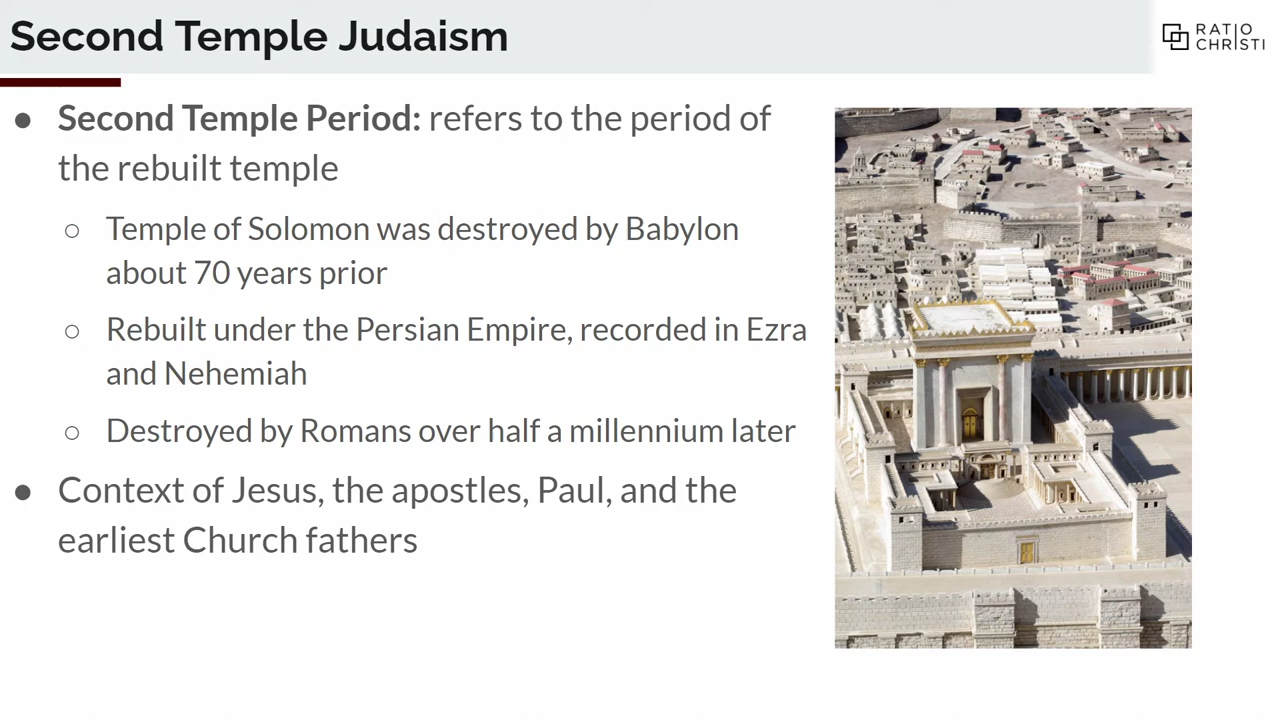 Second Temple Judaism
RATIO
CHRISTI
● Second Temple Period: refers to the period of
the rebuilt temple
○ Temple of Solomon was destroyed by Babylon
about 70 years prior
○ Rebuilt under the Persian Empire, recorded in Ezra
and Nehemiah
○ Destroyed by Romans over half a millennium later
● Context of Jesus, the apostles, Paul, and the
earliest Church fathers